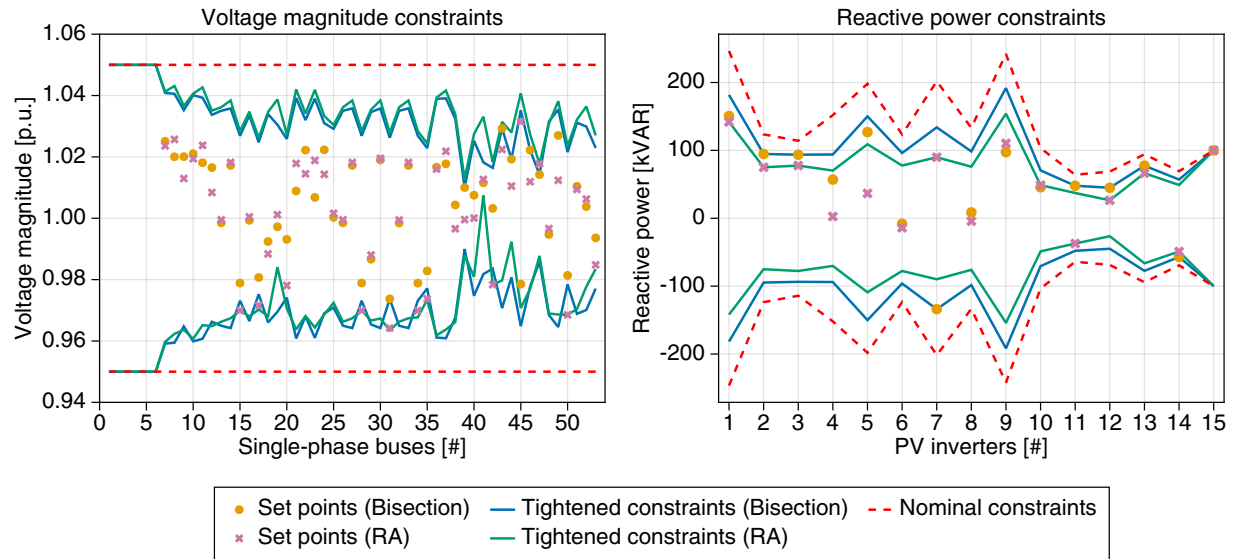 Voltage magnitude constraints
Reactive power constraints
1.06
1.04
1.02
1.00
0.98
0.96
0.94
Voltage magnitude [p.u.]
0 5 10 15 20 25 30 35 40 45 50
Single-phase buses [#]
200
100
0
-100
-200
Reactive power [kVAR]
1 2 3 4 5 6 7 8 9 10 11 12 13 14 15
PV inverters [#]
Set points (Bisection) Tightened constraints (Bisection) Nominal constraints
Set points (RA) Tightened constraints (RA)